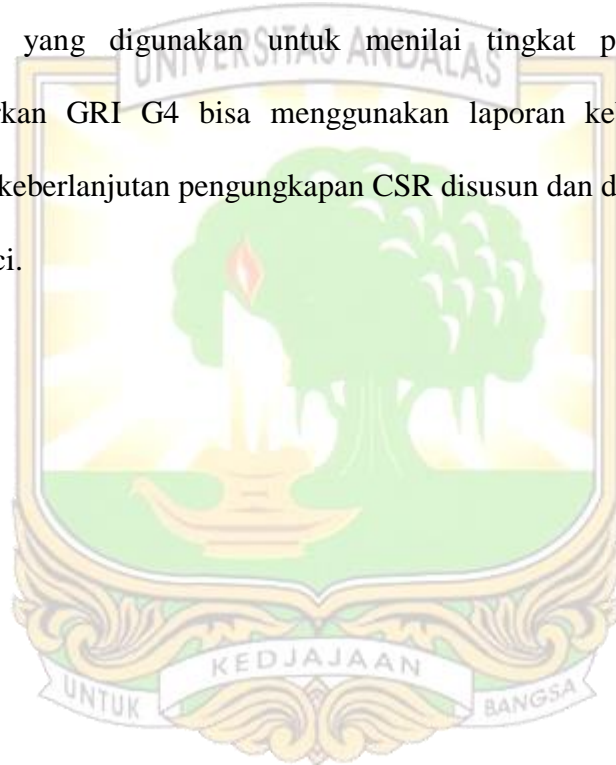 yang digunakan untuk menilai tingkat p
UNIVERSITAS ANDALAS
rkan GRI G4 bisa menggunakan laporan ke
keberlanjutan pengungkapan CSR disusun dan d
ci.
KEDJAJAAN
UNTUK
BANGSA